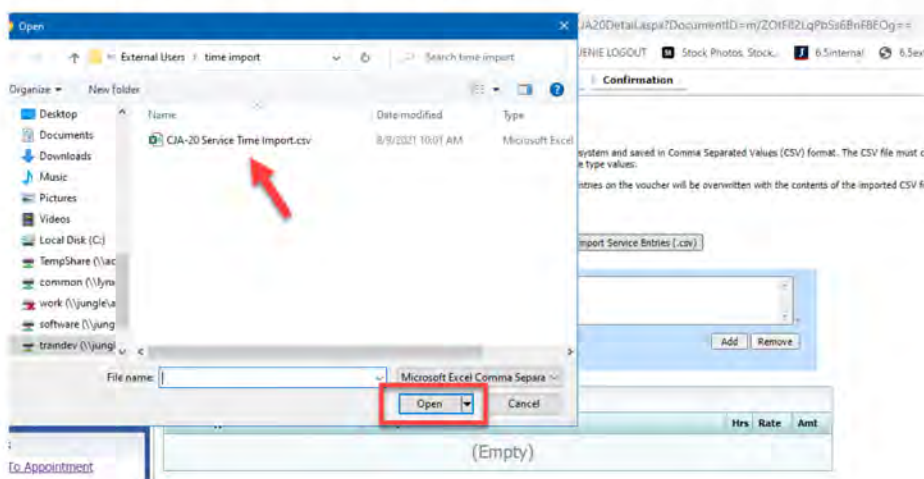 Open
CJA20Detail.aspx?DocumentID=m/ZOtF82LqPbSs6BnFBEOg==
External Users › time import
Search time import
JENIE LOGOUT
Stock Photos, Stock...
6.5internal
6.5ex
Organize
New folder
Confirmation
Desktop
Documents
Downloads
Music
Pictures
Videos
Local Disk (C:)
TempShare (\\ac
common (\\lyna
work (\\jungle\a
software (\\jung
traindev (\\jungl
Name
Date modified
Type
CJA-20 Service Time Import.csv
8/9/2021 10:01 AM
Microsoft Excel
system and saved in Comma Separated Values (CSV) format. The CSV file must c
e type values.
ntries on the voucher will be overwritten with the contents of the imported CSV f
mport Service Entries (.csv)
Add
Remove
File name:
Microsoft Excel Comma Separa
Open
Cancel
Hrs Rate Amt
(Empty)
To Appointment